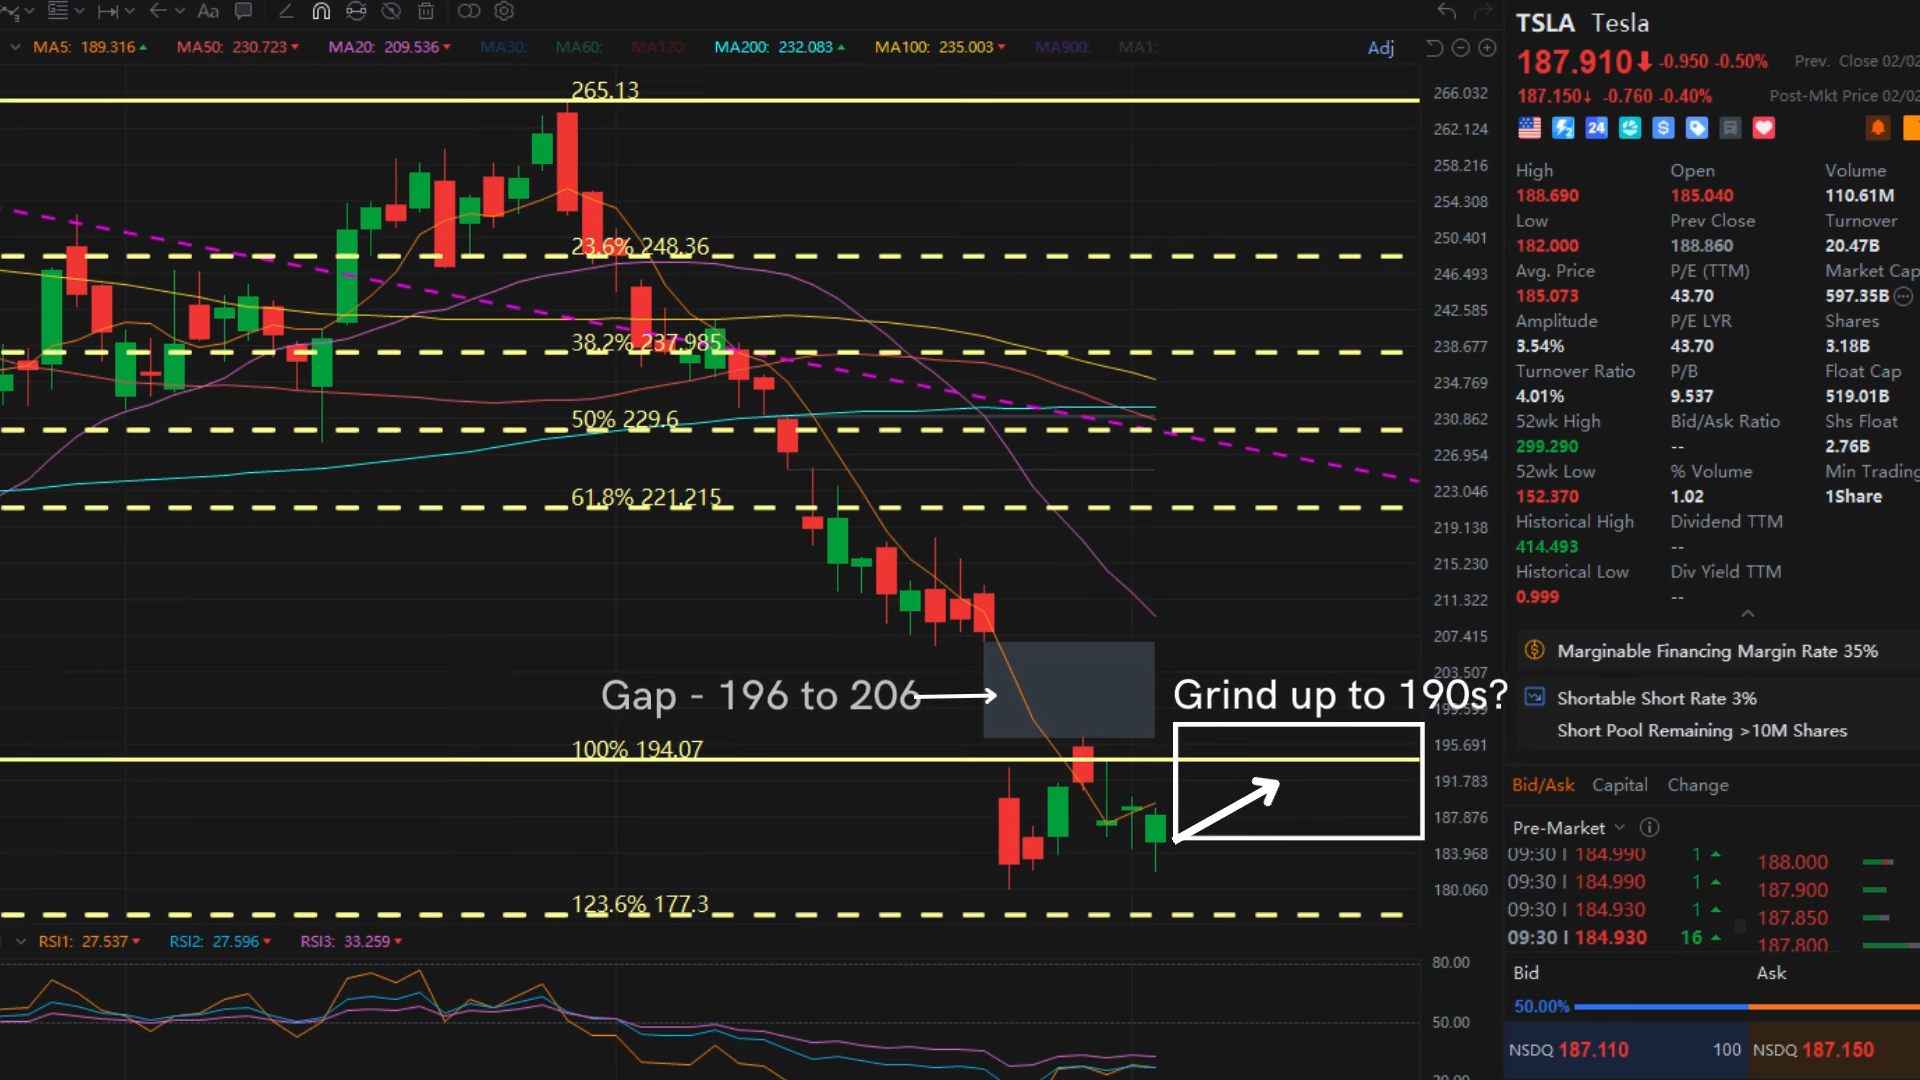 Aa
MA5: 189.316 MA50: 230.723 MA20: 209.536 MA30: MA60: MA120: MA200: 232.083 MA100: 235.003 MA900: MA1: Adj
265.13
23.6% 248.36
38.2% 237.985
50% 229.6
61.8% 221.215
Gap - 196 to 206
Grind up to 190s?
100% 194.07
123.6% 177.3
266.032
262.124
258.216
254.308
250.401
246.493
242.585
238.677
234.769
230.862
226.954
223.046
219.138
215.230
211.322
207.415
203.507
199.599
195.691
191.783
187.876
183.968
180.060
RSI1: 27.537 RSI2: 27.596 RSI3: 33.259
80.00
50.00
TSLA Tesla
187.910 -0.950 -0.50% Prev. Close 02/02
187.150 -0.760 -0.40% Post-Mkt Price 02/02
24
High Open Volume
188.690 185.040 110.61M
Low Prev Close Turnover
182.000 188.860 20.47B
Avg. Price P/E (TTM) Market Cap
185.073 43.70 597.35B
Amplitude P/E LYR Shares
3.54% 43.70 3.18B
Turnover Ratio P/B Float Cap
4.01% 9.537 519.01B
52wk High Bid/Ask Ratio Shs Float
299.290 -- 2.76B
52wk Low % Volume Min Trading
152.370 1.02 1Share
Historical High Dividend TTM
414.493 --
Historical Low Div Yield TTM
0.999 --
Marginable Financing Margin Rate 35%
Shortable Short Rate 3%
Short Pool Remaining >10M Shares
Bid/Ask Capital Change
Pre-Market
09:30 184.990 1 188.000
09:30 184.990 1 187.900
09:30 184.930 1 187.850
09:30 184.930 16 187.800
Bid Ask
50.00%
NSDQ 187.110 100 NSDQ 187.150